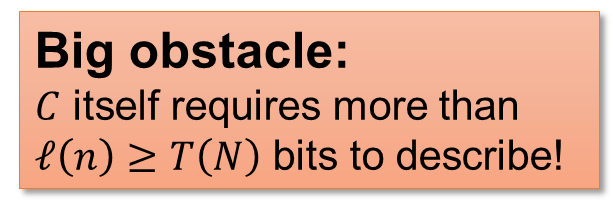 Big obstacle:
C itself requires more than
ℓ(n) ≥ T(N) bits to describe!